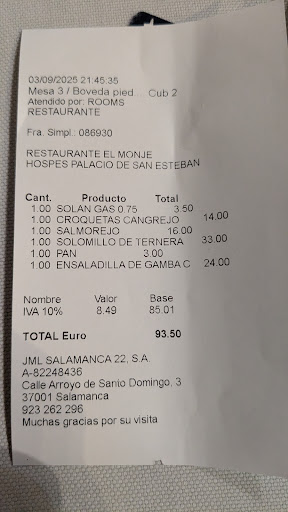 03/09/2025 21:45:35
Mesa 3 / Boveda pied... Cub 2
Atendido por: ROOMS
RESTAURANTE
Fra. Simpl.: 086930
RESTAURANTE EL MONJE
HOSPES PALACIO DE SAN ESTEBAN
Cant. Producto Total
1.00 SOLAN GAS 0.75 3.50
1.00 CROQUETAS CANGREJO 14.00
1.00 SALMOREJO 16.00
1.00 SOLOMILLO DE TERNERA 33.00
1.00 PAN 3.00
1.00 ENSALADILLA DE GAMBA C 24.00
Nombre Valor Base
IVA 10% 8.49 85.01
TOTAL Euro 93.50
JML SALAMANCA 22, S.A.
A-82248436
Calle Arroyo de Santo Domingo, 3
37001 Salamanca
923 262 296
Muchas gracias por su visita